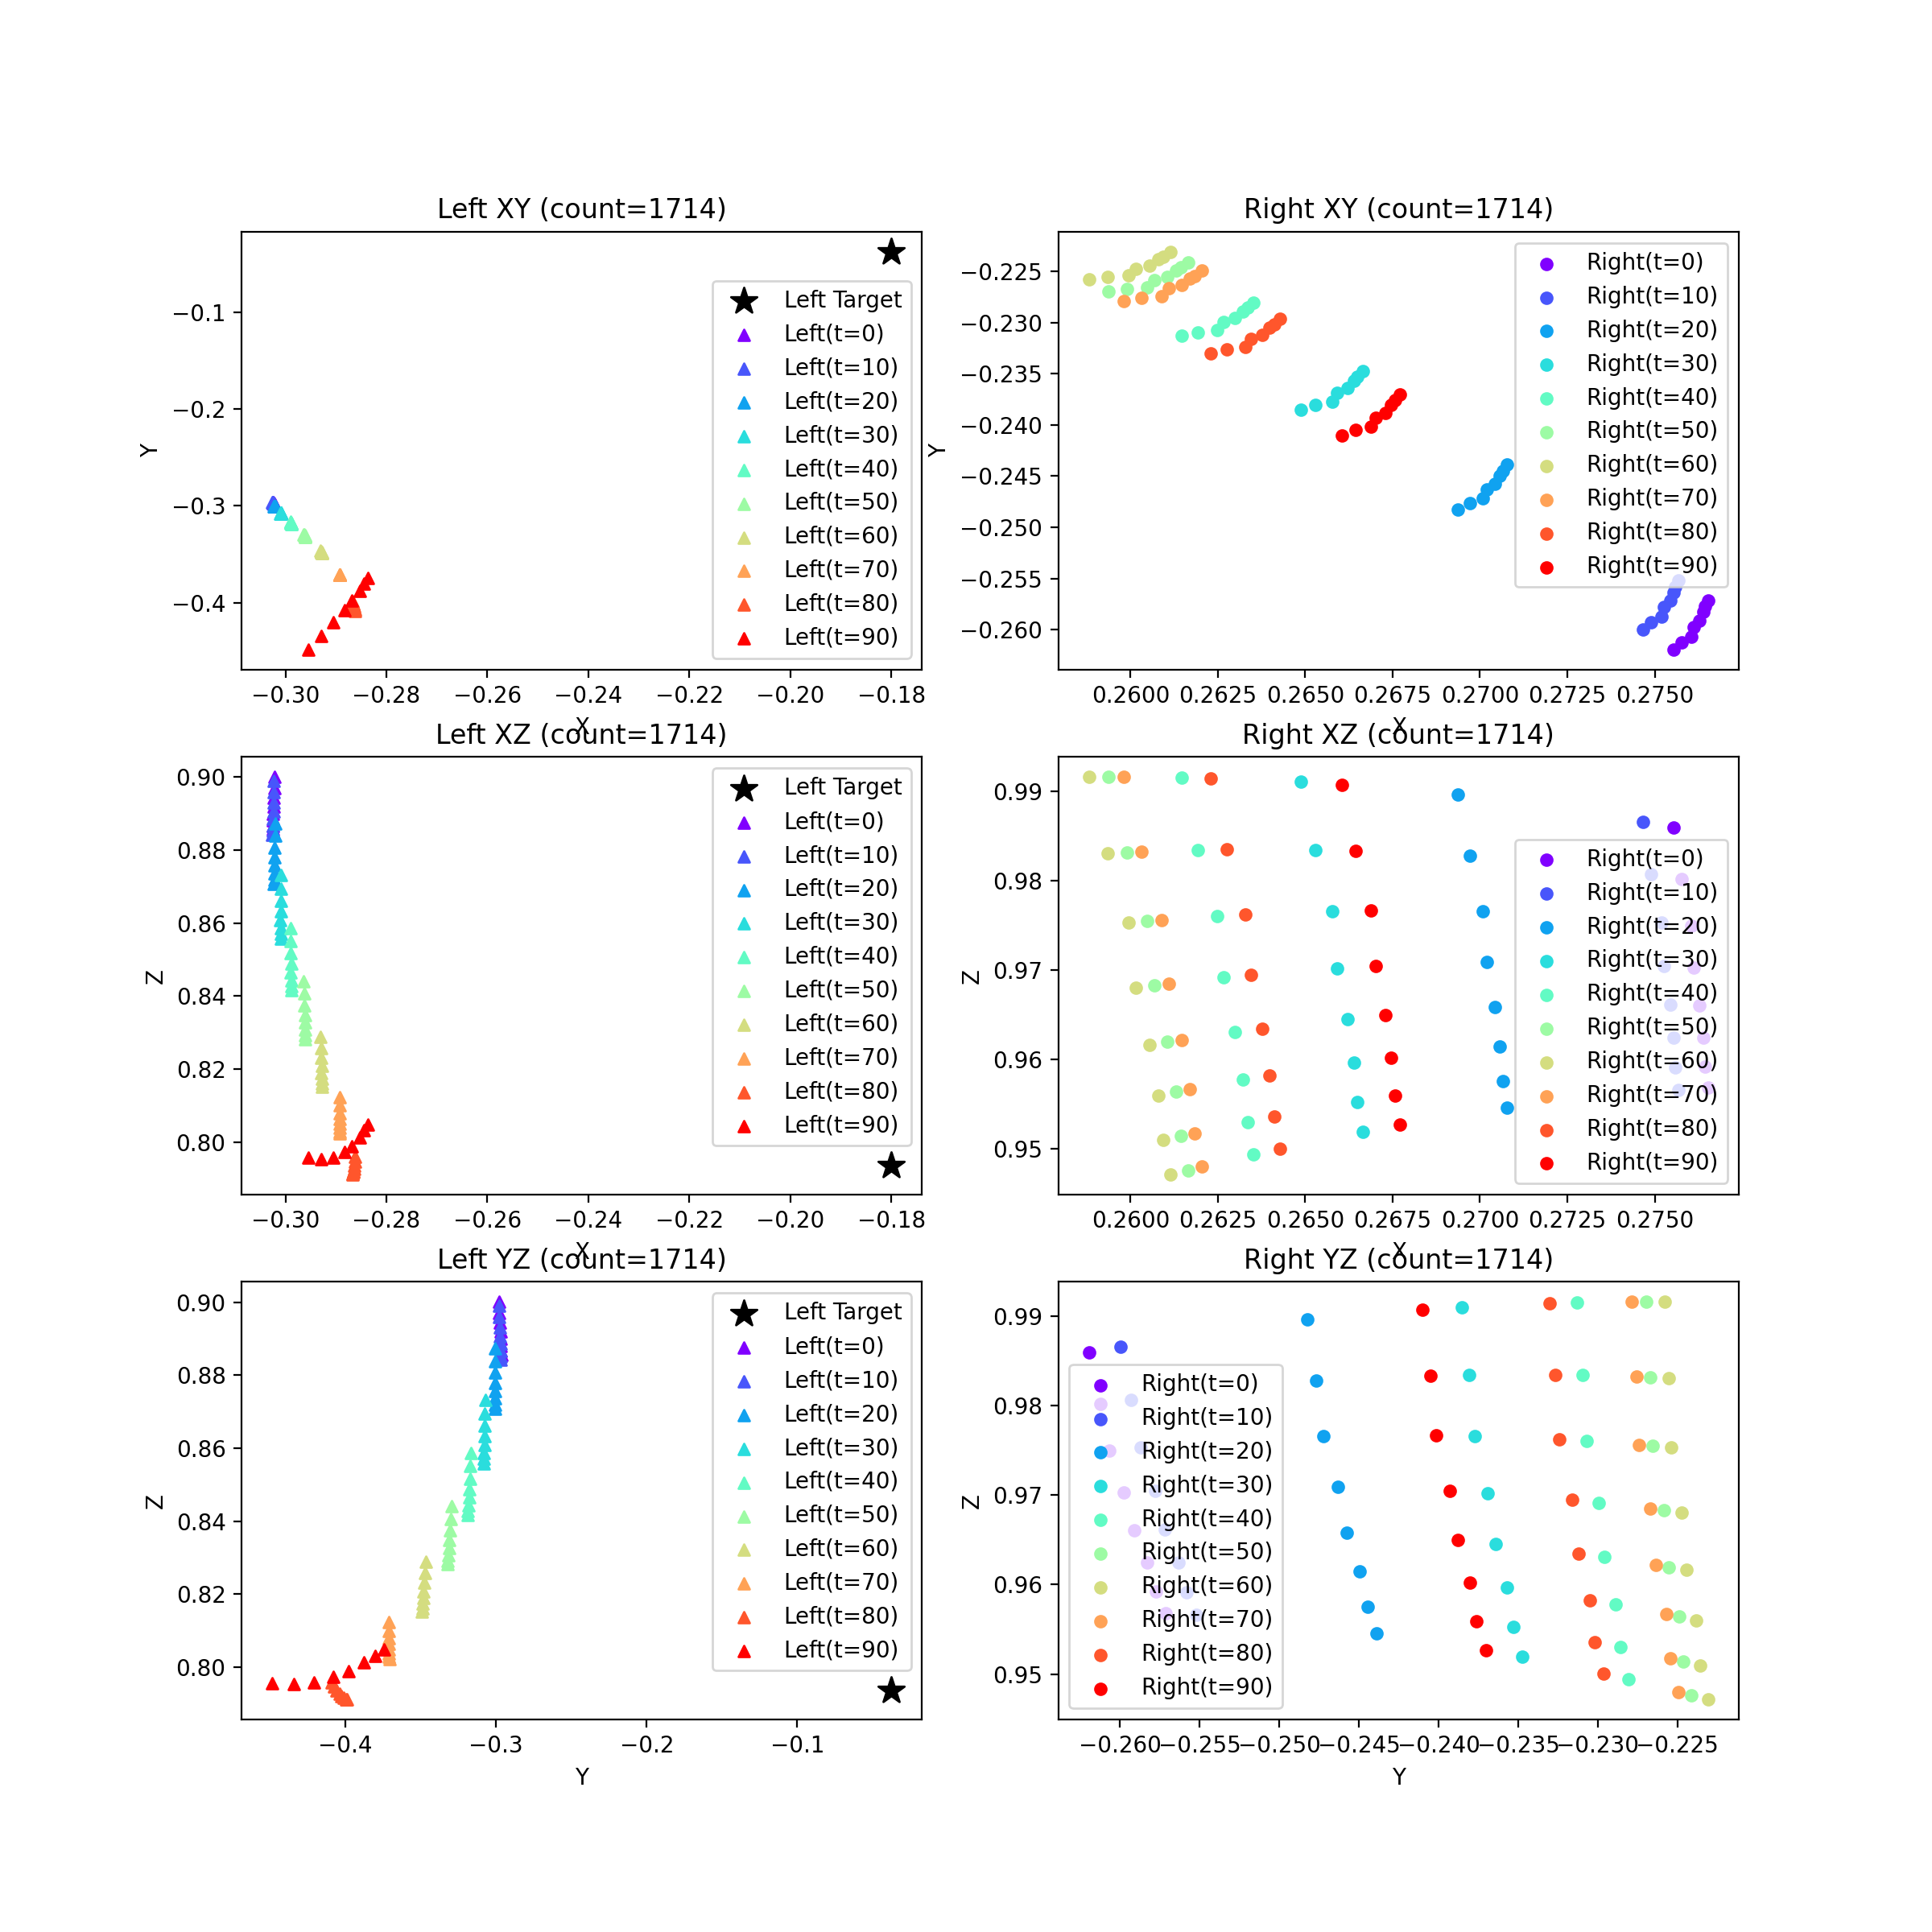 Left XY (count=1714)
Y
−0.1
−0.2
−0.3
−0.4
Left Target
Left(t=0)
Left(t=10)
Left(t=20)
Left(t=30)
Left(t=40)
Left(t=50)
Left(t=60)
Left(t=70)
Left(t=80)
Left(t=90)
−0.30 −0.28 −0.26 −0.24 −0.22 −0.20 −0.18
X
Right XY (count=1714)
Y
−0.225
−0.230
−0.235
−0.240
−0.245
−0.250
−0.255
−0.260
Right(t=0)
Right(t=10)
Right(t=20)
Right(t=30)
Right(t=40)
Right(t=50)
Right(t=60)
Right(t=70)
Right(t=80)
Right(t=90)
0.2600 0.2625 0.2650 0.2675 0.2700 0.2725 0.2750
X
Left XZ (count=1714)
Z
0.90
0.88
0.86
0.84
0.82
0.80
Left Target
Left(t=0)
Left(t=10)
Left(t=20)
Left(t=30)
Left(t=40)
Left(t=50)
Left(t=60)
Left(t=70)
Left(t=80)
Left(t=90)
−0.30 −0.28 −0.26 −0.24 −0.22 −0.20 −0.18
X
Right XZ (count=1714)
Z
0.99
0.98
0.97
0.96
0.95
Right(t=0)
Right(t=10)
Right(t=20)
Right(t=30)
Right(t=40)
Right(t=50)
Right(t=60)
Right(t=70)
Right(t=80)
Right(t=90)
0.2600 0.2625 0.2650 0.2675 0.2700 0.2725 0.2750
X
Left YZ (count=1714)
Z
0.90
0.88
0.86
0.84
0.82
0.80
Left Target
Left(t=0)
Left(t=10)
Left(t=20)
Left(t=30)
Left(t=40)
Left(t=50)
Left(t=60)
Left(t=70)
Left(t=80)
Left(t=90)
−0.4 −0.3 −0.2 −0.1
Y
Right YZ (count=1714)
Z
0.99
0.98
0.97
0.96
0.95
Right(t=0)
Right(t=10)
Right(t=20)
Right(t=30)
Right(t=40)
Right(t=50)
Right(t=60)
Right(t=70)
Right(t=80)
Right(t=90)
−0.260 −0.255 −0.250 −0.245 −0.240 −0.235 −0.230 −0.225
Y